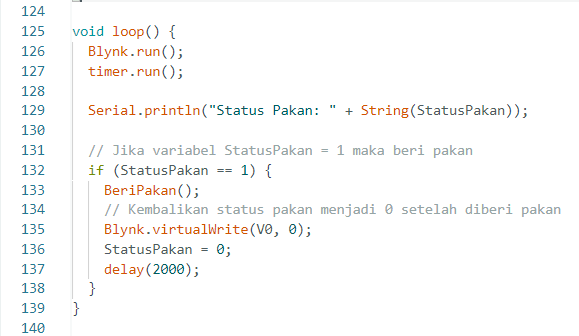 124
125 void loop() {
126 Blynk.run();
127 timer.run();
128
129 Serial.println("Status Pakan: " + String(StatusPakan));
130
131 // Jika variabel StatusPakan = 1 maka beri pakan
132 if (StatusPakan == 1) {
133 BeriPakan();
134 // Kembalikan status pakan menjadi 0 setelah diberi pakan
135 Blynk.virtualWrite(V0, 0);
136 StatusPakan = 0;
137 delay(2000);
138 }
139 }
140